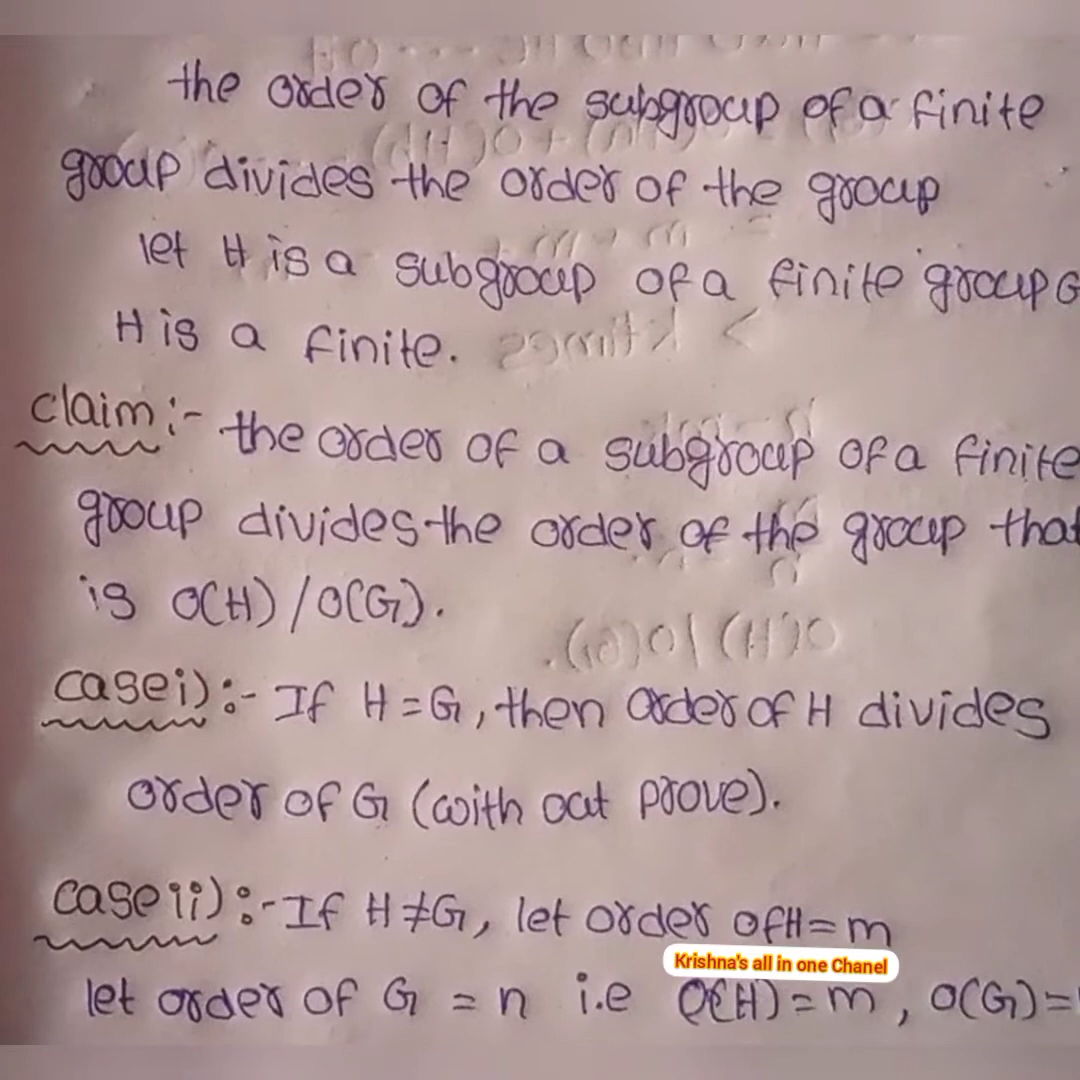 the order of the subgroup of a finite
group divides the order of the group
let H is a subgroup of a finite group G
H is a finite.
claim:- the order of a subgroup of a finite
group divides the order of the group that
is O(H) / O(G).
case i) :- If H = G, then order of H divides
order of G (with out prove).
case ii) :- If H ≠ G, let order of H = m
Krishna's all in one Chanel
let order of G = n i.e O(H) = m, O(G) =